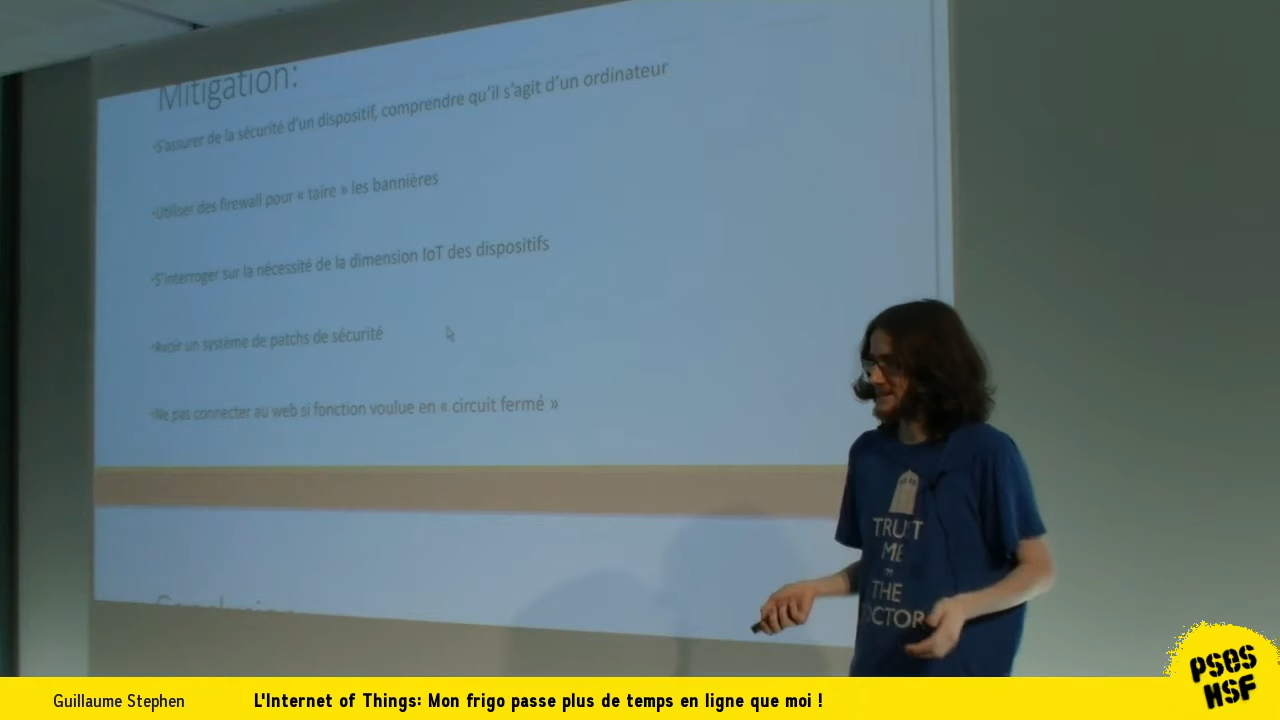 Mitigation:
•S'assurer de la sécurité d'un dispositif, comprendre qu'il s'agit d'un ordinateur
•Utiliser des firewall pour « taire » les bannières
•S'interroger sur la nécessité de la dimension IoT des dispositifs
•Avoir un système de patchs de sécurité
•Ne pas connecter au web si fonction voulue en « circuit fermé »
Conclusion
TRUST
ME
I'M
THE
DOCTOR
PSES
HSF
Guillaume Stephen
L'Internet of Things: Mon frigo passe plus de temps en ligne que moi !